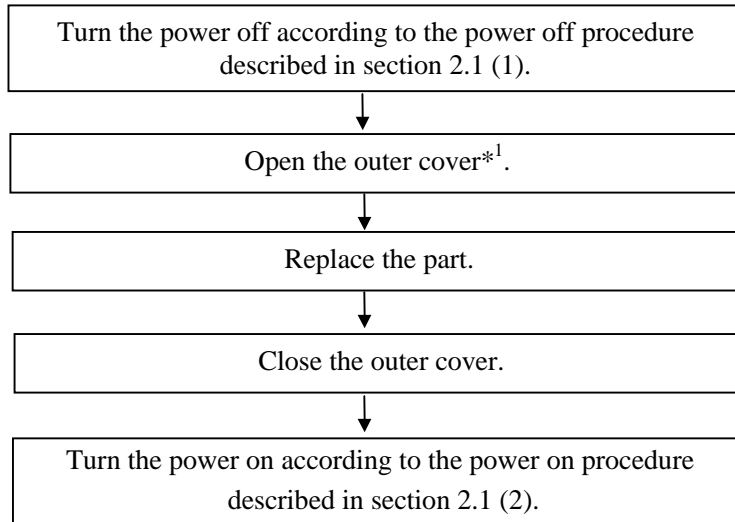 Turn the power off according to the power off procedure
described in section 2.1 (1).
Open the outer cover*1.
Replace the part.
Close the outer cover.
Turn the power on according to the power on procedure
described in section 2.1 (2).